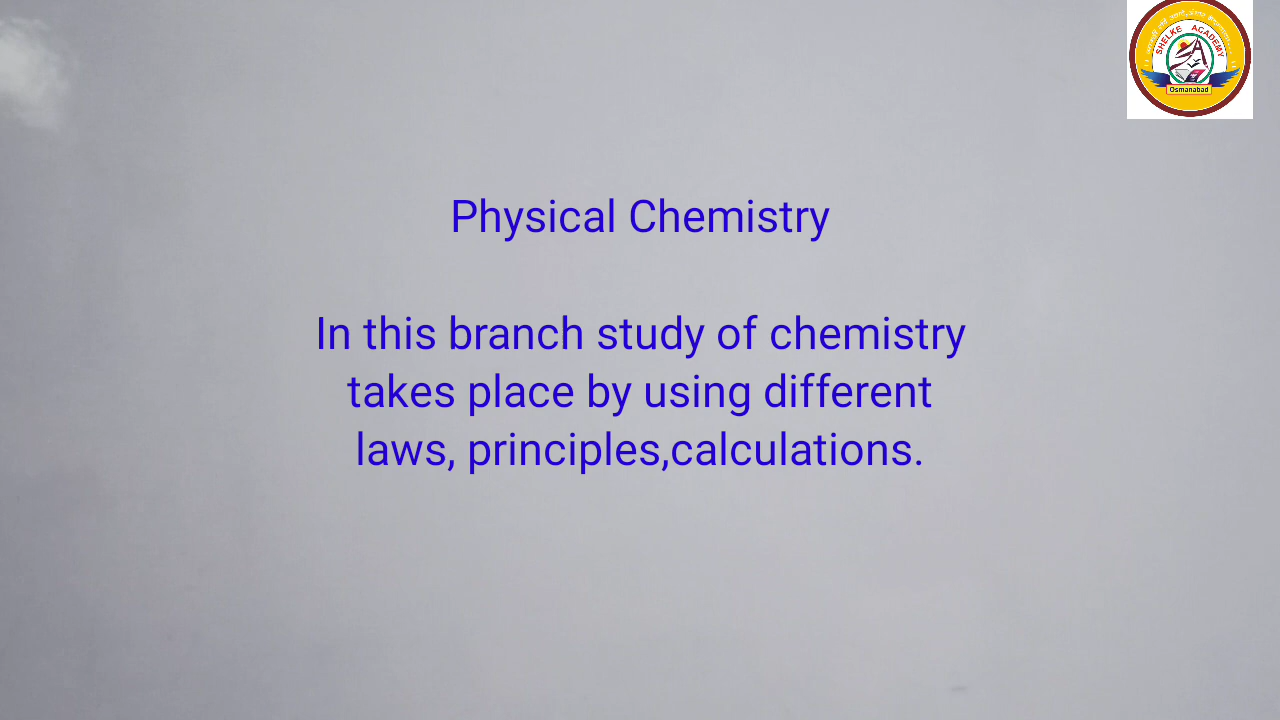 SHELKE ACADEMY
Osmanabad
Physical Chemistry
In this branch study of chemistry
takes place by using different
laws, principles,calculations.